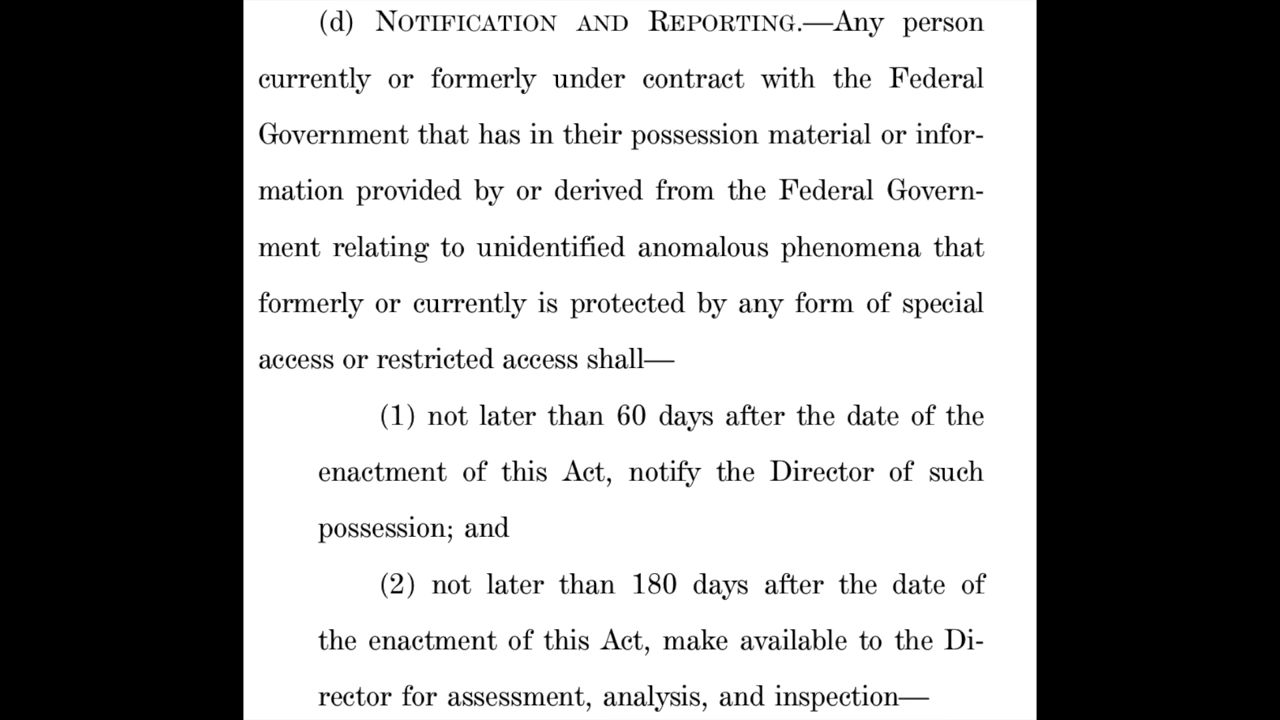 (d) NOTIFICATION AND REPORTING.—Any person
currently or formerly under contract with the Federal
Government that has in their possession material or infor-
mation provided by or derived from the Federal Govern-
ment relating to unidentified anomalous phenomena that
formerly or currently is protected by any form of special
access or restricted access shall—
(1) not later than 60 days after the date of the
enactment of this Act, notify the Director of such
possession; and
(2) not later than 180 days after the date of
the enactment of this Act, make available to the Di-
rector for assessment, analysis, and inspection—